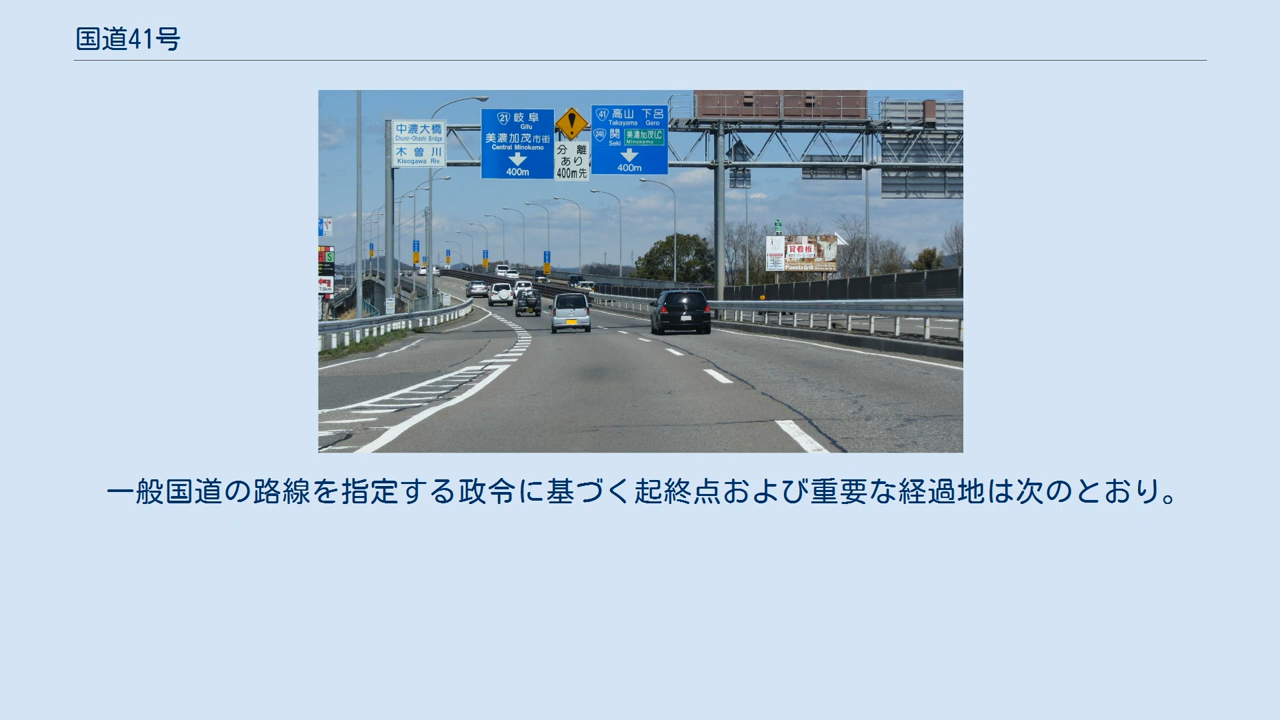 国道41号
中濃大橋
Chuno-Ohashi Bridge
木曽川
Kisogawa Riv.
21 岐阜
Gifu
美濃加茂市街
Central Minokamo
400m
分離
あり
400m先
41 高山 下呂
Takayama Gero
関 美濃加茂I.C
Seki Minokamo
400m
貸看板
一般国道の路線を指定する政令に基づく起終点および重要な経過地は次のとおり。